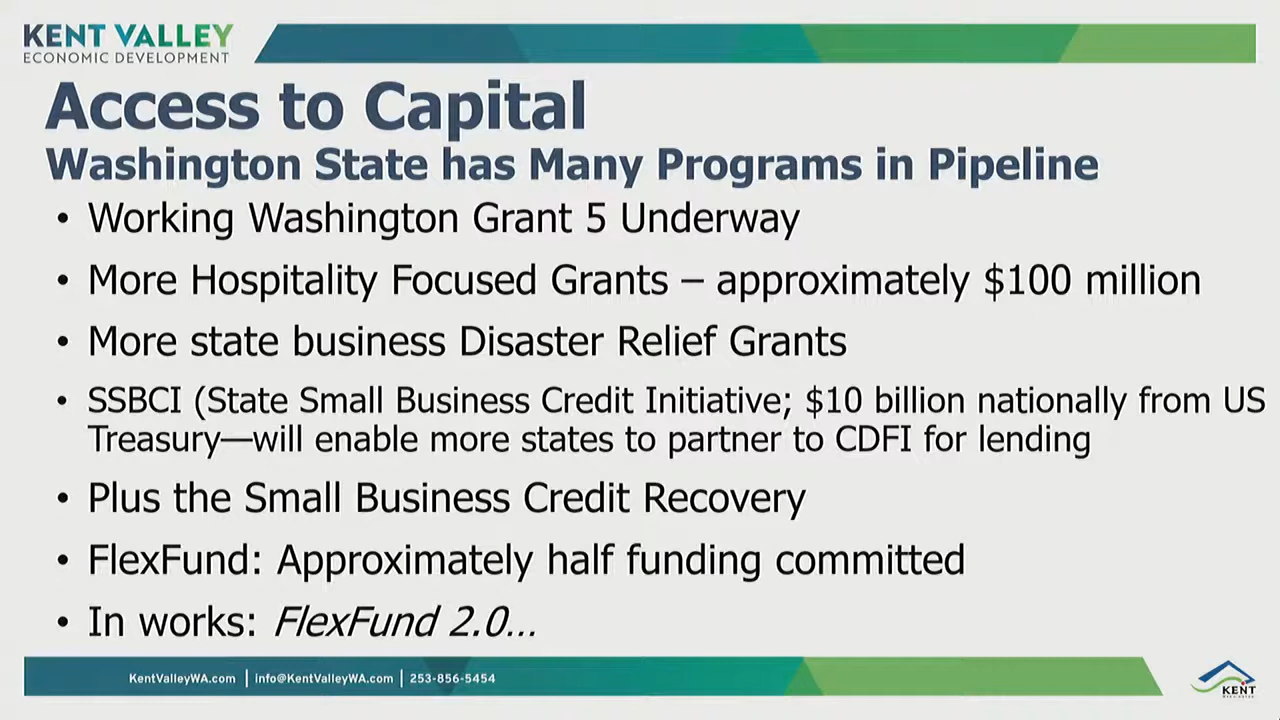 KENT VALLEY
ECONOMIC DEVELOPMENT
Access to Capital
Washington State has Many Programs in Pipeline
• Working Washington Grant 5 Underway
• More Hospitality Focused Grants – approximately $100 million
• More state business Disaster Relief Grants
• SSBCI (State Small Business Credit Initiative; $10 billion nationally from US
Treasury—will enable more states to partner to CDFI for lending
• Plus the Small Business Credit Recovery
• FlexFund: Approximately half funding committed
• In works: FlexFund 2.0…
KentValleyWA.com | info@KentValleyWA.com | 253-856-5454
KENT